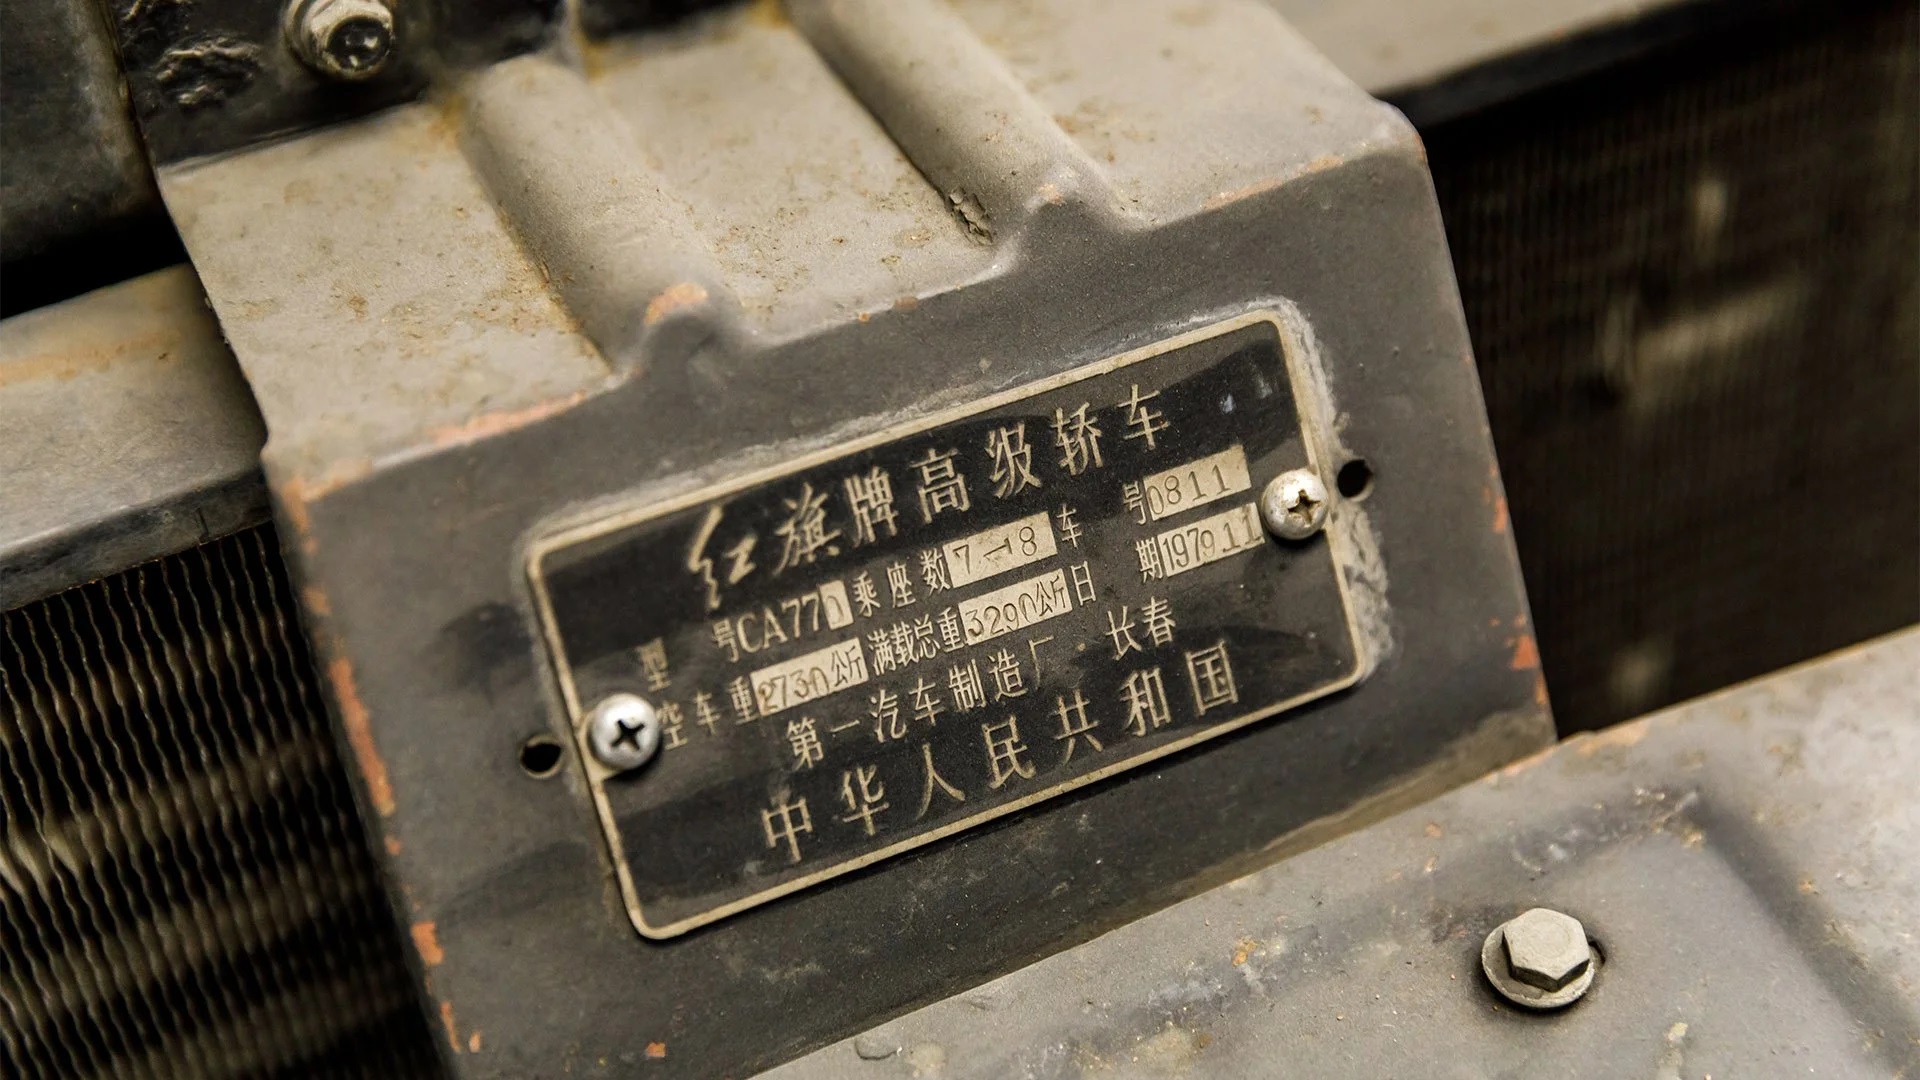 红旗牌高级轿车
型 号CA770 乘座数7-8 车 号0811
空车重2730公斤 满载总重3290公斤 日 期1979 11
第一汽车制造厂·长春
中华人民共和国